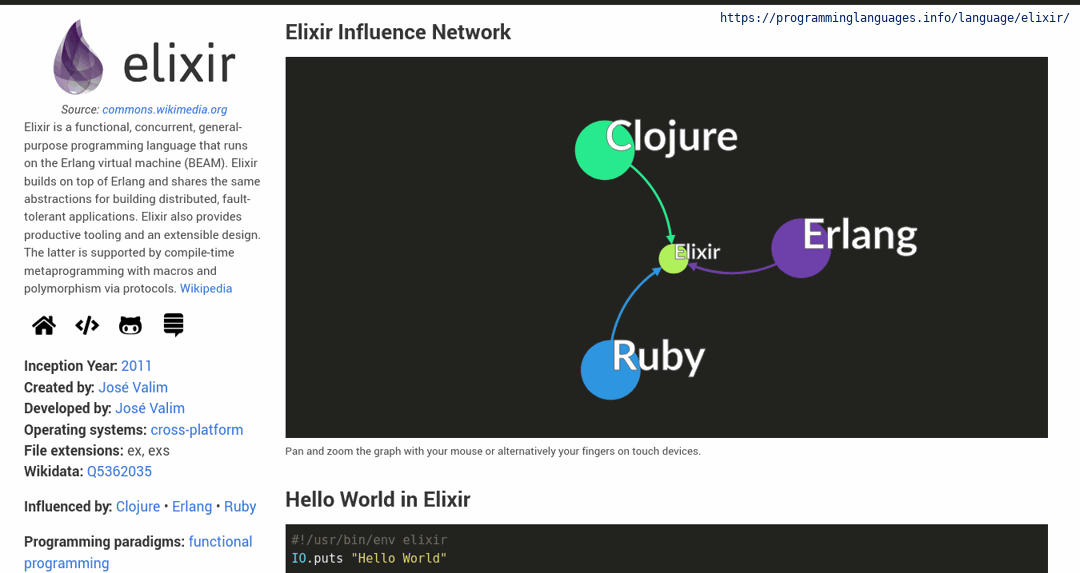 https://programminglanguages.info/language/elixir/
elixir
Source: commons.wikimedia.org
Elixir is a functional, concurrent, general-
purpose programming language that runs
on the Erlang virtual machine (BEAM). Elixir
builds on top of Erlang and shares the same
abstractions for building distributed, fault-
tolerant applications. Elixir also provides
productive tooling and an extensible design.
The latter is supported by compile-time
metaprogramming with macros and
polymorphism via protocols. Wikipedia
Inception Year: 2011
Created by: José Valim
Developed by: José Valim
Operating systems: cross-platform
File extensions: ex, exs
Wikidata: Q5362035
Influenced by: Clojure • Erlang • Ruby
Programming paradigms: functional
programming
Elixir Influence Network
Clojure
Erlang
Elixir
Ruby
Pan and zoom the graph with your mouse or alternatively your fingers on touch devices.
Hello World in Elixir
#!/usr/bin/env elixir
IO.puts "Hello World"